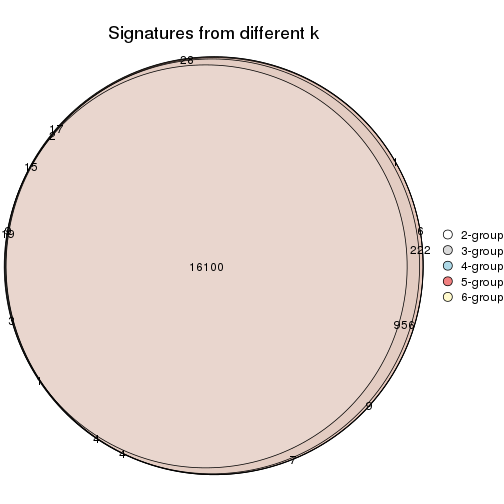 Signatures from different k
28
17
2
1
15
6
19
222
16100
3
956
1
9
4
4
7
2-group
3-group
4-group
5-group
6-group